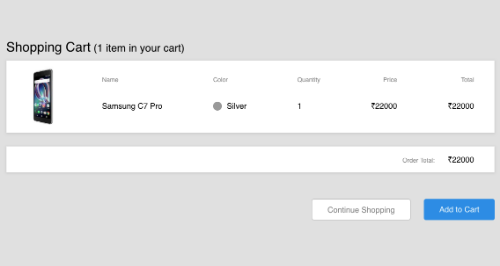 Shopping Cart (1 item in your cart)
Name Color Quantity Price Total
Samsung C7 Pro Silver 1 ₹22000 ₹22000
Order Total: ₹22000
Continue Shopping Add to Cart